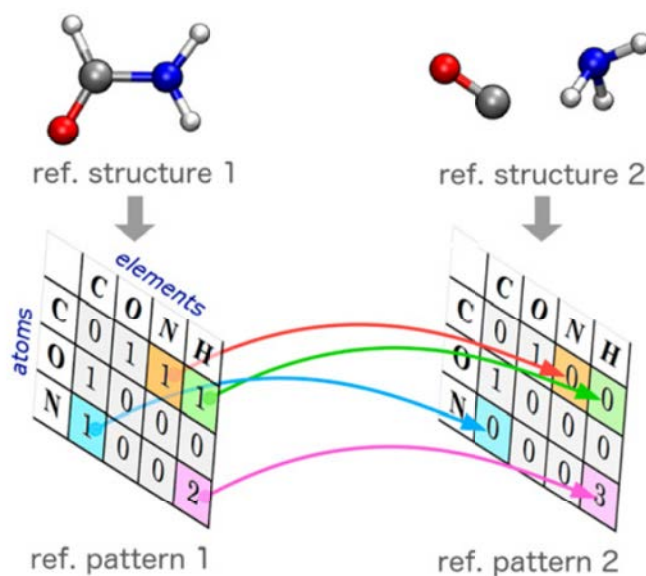 ref. structure 1
ref. structure 2
elements
atoms
C O N H
C 0 1 1 1
O 1 0 0 0
N 1 0 0 2
C O N H
C 0 1 0 0
O 1 0 0 0
N 0 0 0 3
ref. pattern 1
ref. pattern 2